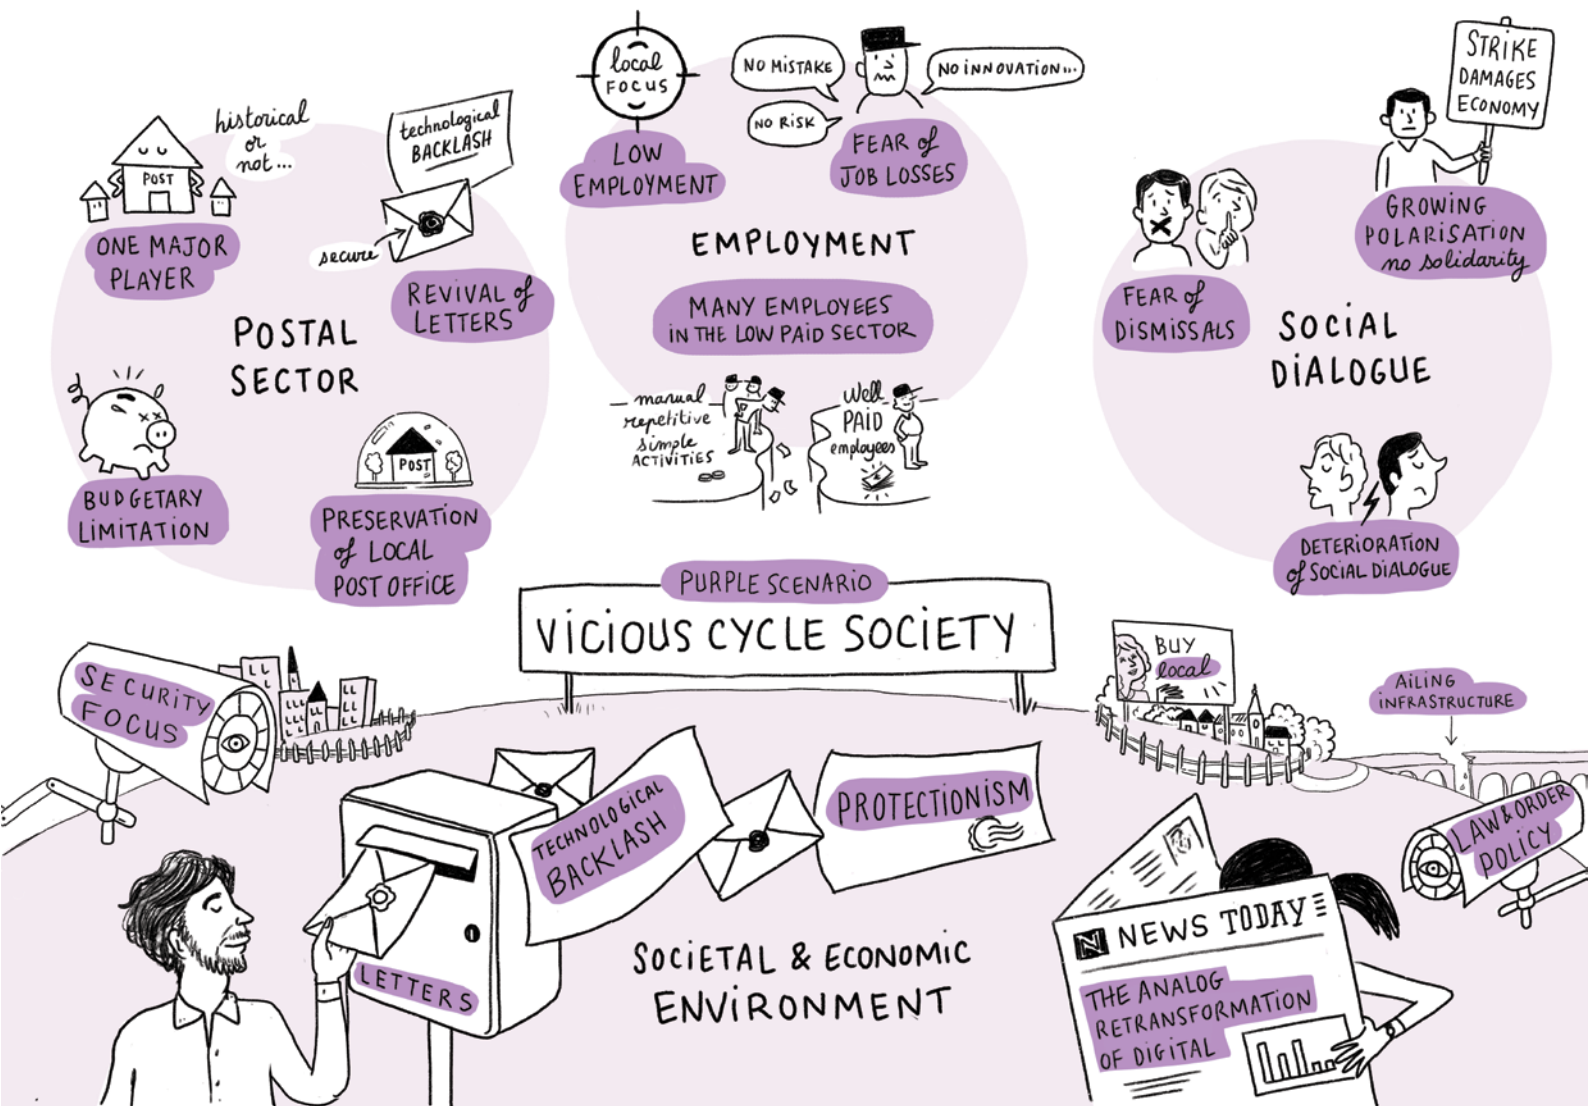 historical
or
not...
POST
ONE MAJOR
PLAYER
technological
BACKLASH
secure
REVIVAL of
LETTERS
POSTAL
SECTOR
BUDGETARY
LIMITATION
POST
PRESERVATION
of LOCAL
POST OFFICE
local
FOCUS
LOW
EMPLOYMENT
NO MISTAKE
NO RISK
NO INNOVATION...
FEAR of
JOB LOSSES
EMPLOYMENT
MANY EMPLOYEES
IN THE LOW PAID SECTOR
manual
repetitive
simple
ACTIVITIES
Well
PAID
employees
STRIKE
DAMAGES
ECONOMY
GROWING
POLARISATION
no solidarity
FEAR of
DISMISSALS
SOCIAL
DIALOGUE
DETERIORATION
of SOCIAL DIALOGUE
PURPLE SCENARIO
VICIOUS CYCLE SOCIETY
SECURITY
FOCUS
BUY
local
AILING
INFRASTRUCTURE
TECHNOLOGICAL
BACKLASH
PROTECTIONISM
LAW & ORDER
POLICY
LETTERS
SOCIETAL & ECONOMIC
ENVIRONMENT
N NEWS TODAY
THE ANALOG
RETRANSFORMATION
OF DIGITAL